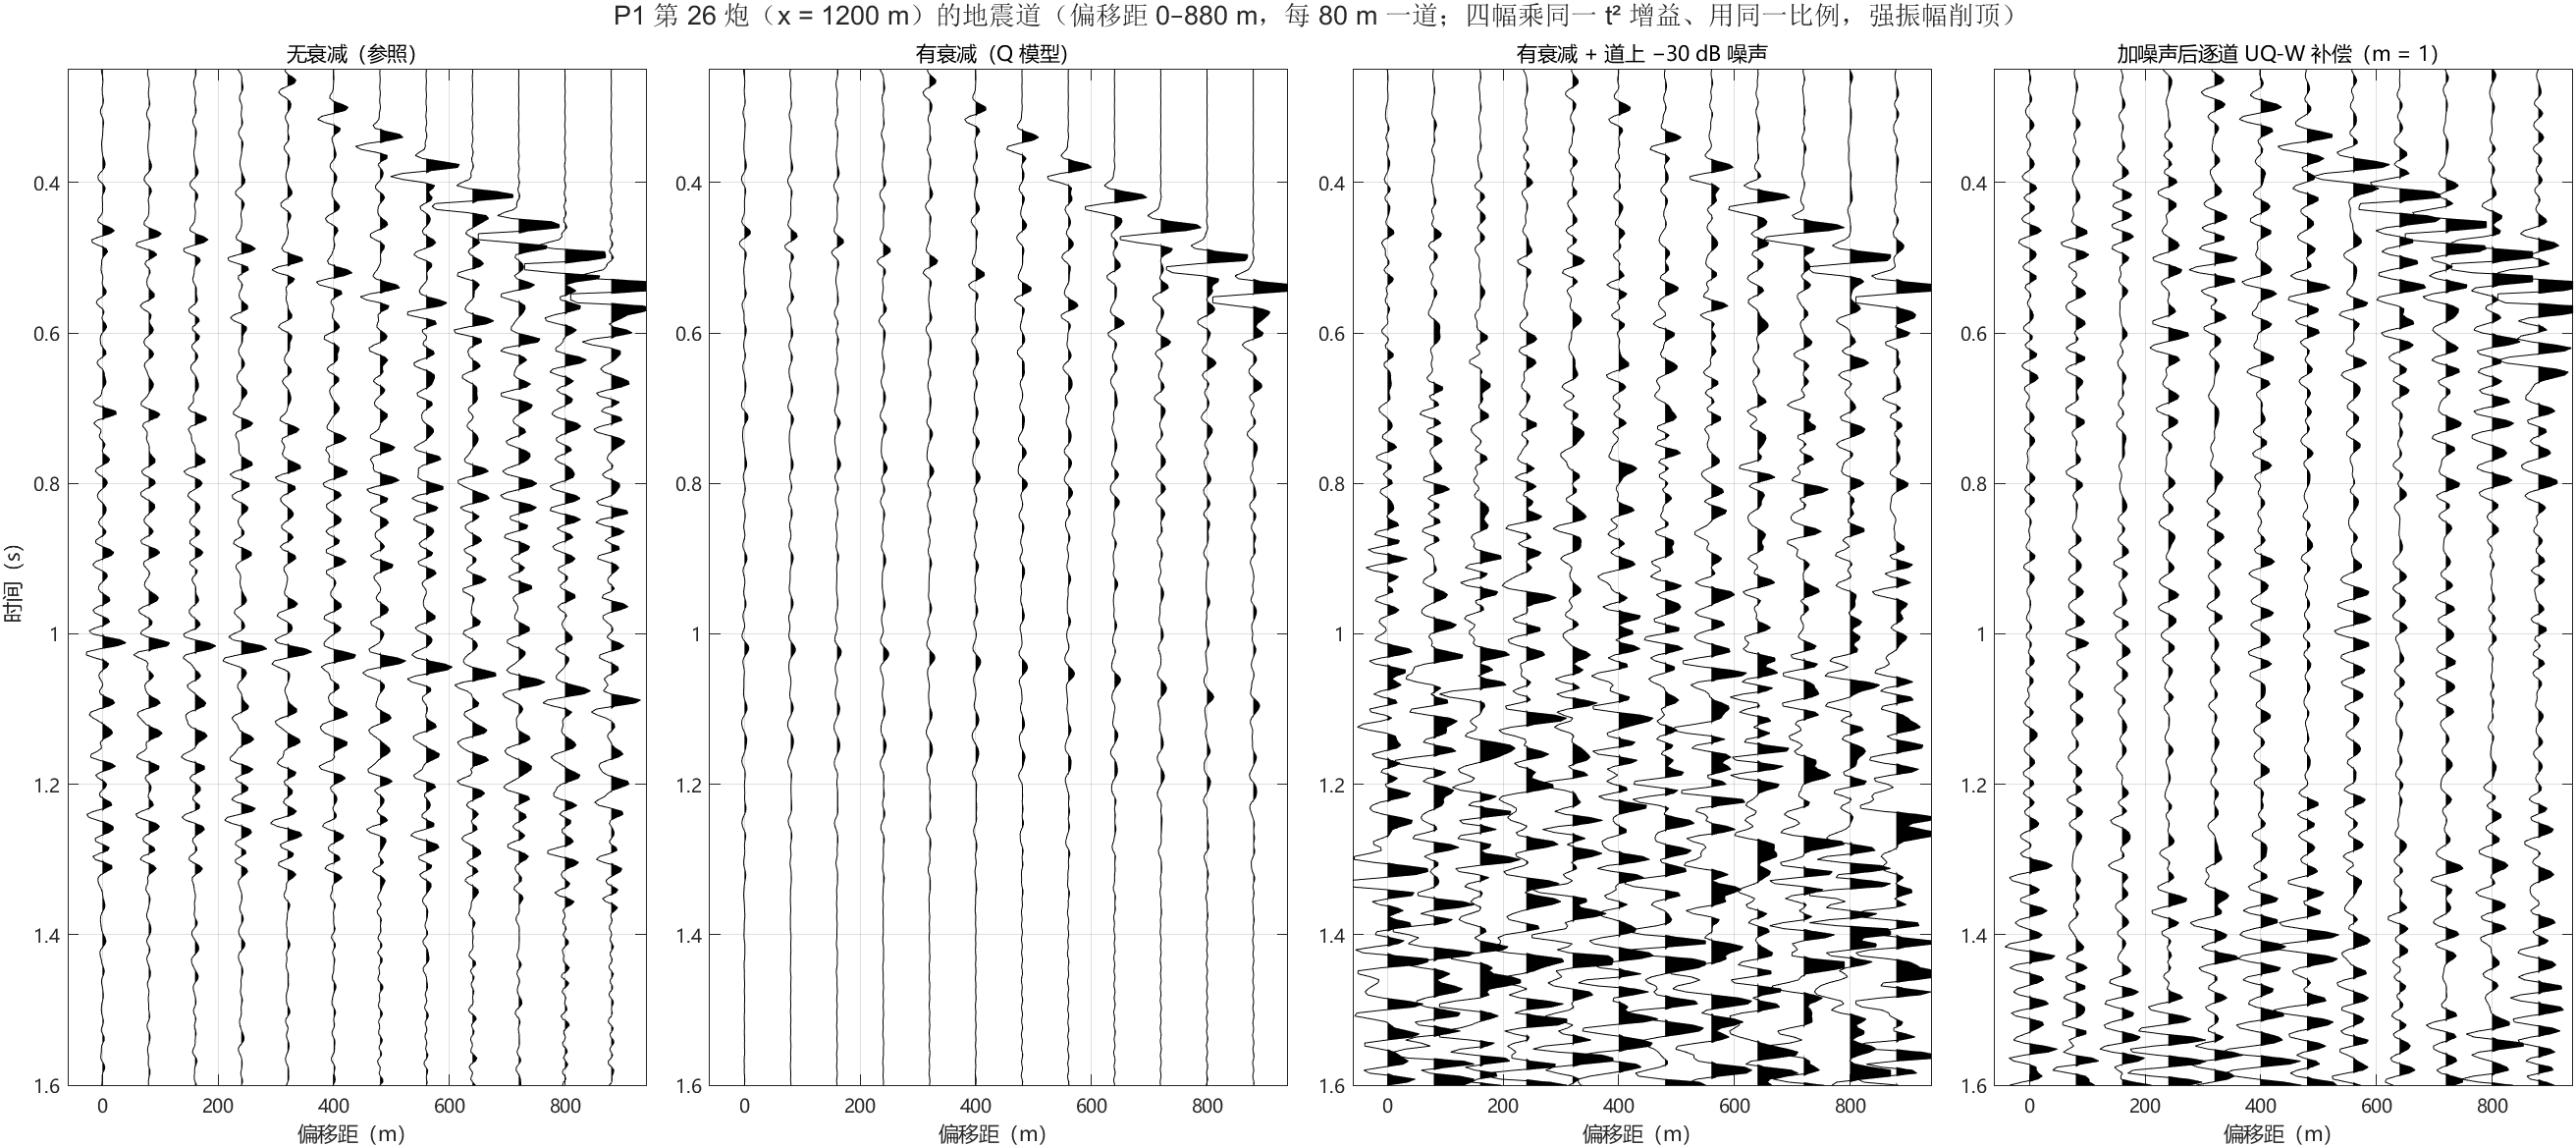 P1 第 26 炮（x = 1200 m）的地震道（偏移距 0–880 m，每 80 m 一道；四幅乘同一 t² 增益、用同一比例，强振幅削顶）
无衰减（参照）
有衰减（Q 模型）
有衰减 + 道上 −30 dB 噪声
加噪声后逐道 UQ-W 补偿（m = 1）
时间（s）
0.4
0.6
0.8
1
1.2
1.4
1.6
0 200 400 600 800
偏移距（m）
0.4
0.6
0.8
1
1.2
1.4
1.6
0 200 400 600 800
偏移距（m）
0.4
0.6
0.8
1
1.2
1.4
1.6
0 200 400 600 800
偏移距（m）
0.4
0.6
0.8
1
1.2
1.4
1.6
0 200 400 600 800
偏移距（m）